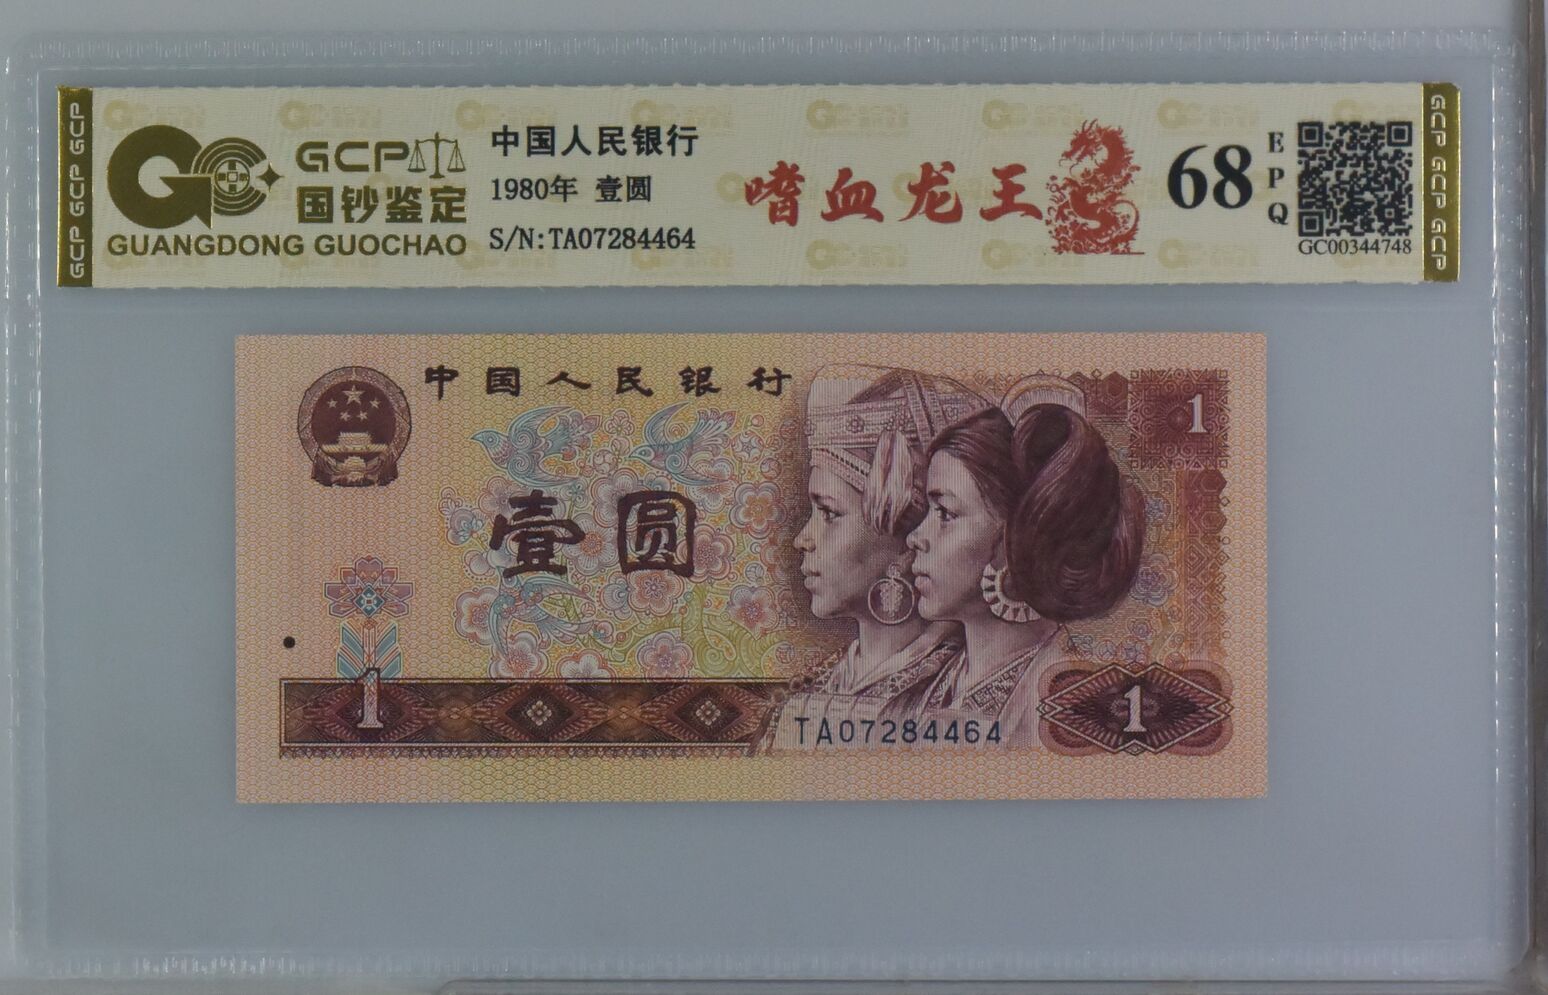 GCP GCP GCP
GCP
国钞鉴定
GUANGDONG GUOCHAO
中国人民银行
1980年 壹圆
S/N:TA07284464
嗜血龙王
68
EPQ
GC00344748
GCP GCP GCP
中国人民银行
1
壹圆
1
TA07284464
1